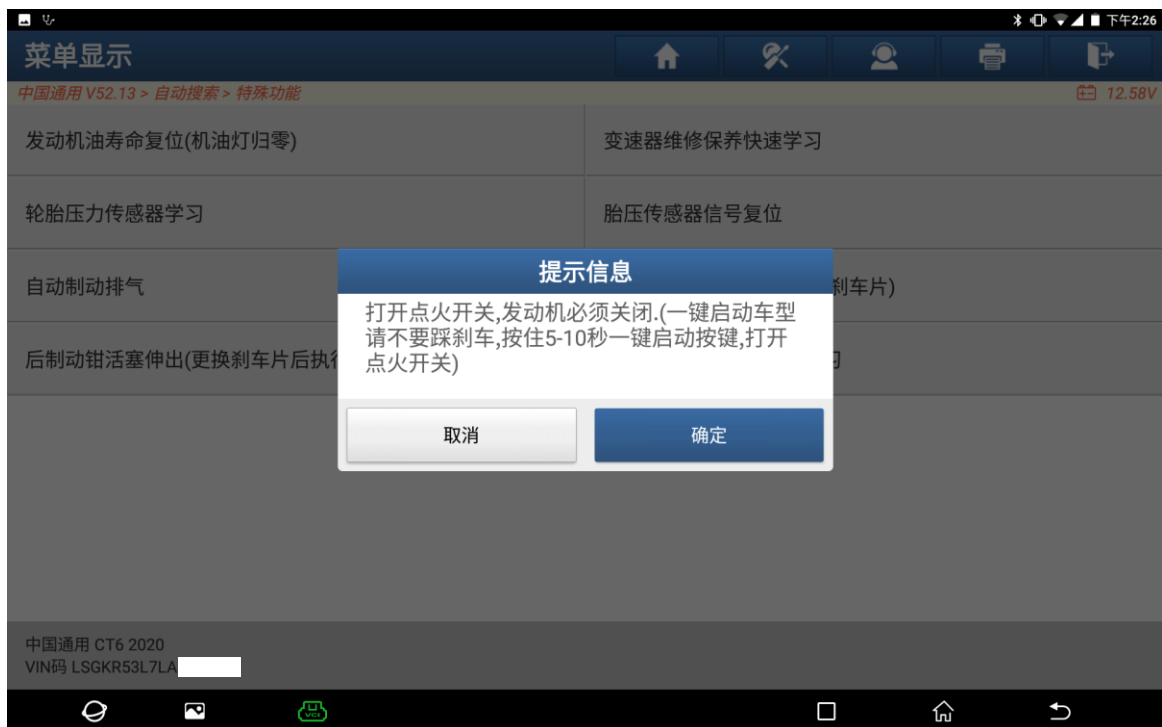 下午2:26
菜单显示
中国通用 V52.13 > 自动搜索 > 特殊功能
12.58V
发动机油寿命复位(机油灯归零)
变速器维修保养快速学习
轮胎压力传感器学习
胎压传感器信号复位
自动制动排气
刹车片)
后制动钳活塞伸出(更换刹车片后执行
提示信息
打开点火开关,发动机必须关闭.(一键启动车型
请不要踩刹车,按住5-10秒一键启动按键,打开
点火开关)
取消
确定
中国通用 CT6 2020
VIN码 LSGKR53L7LA
VCI